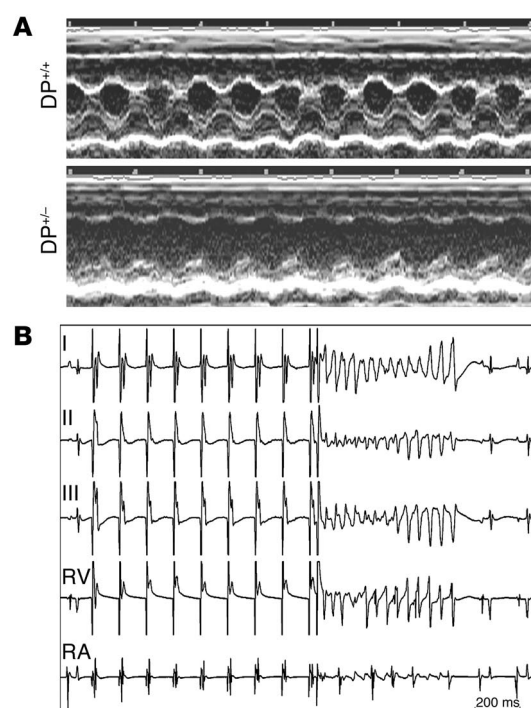 A
DP+/+
DP+/–
B
I
II
III
RV
RA
200 ms